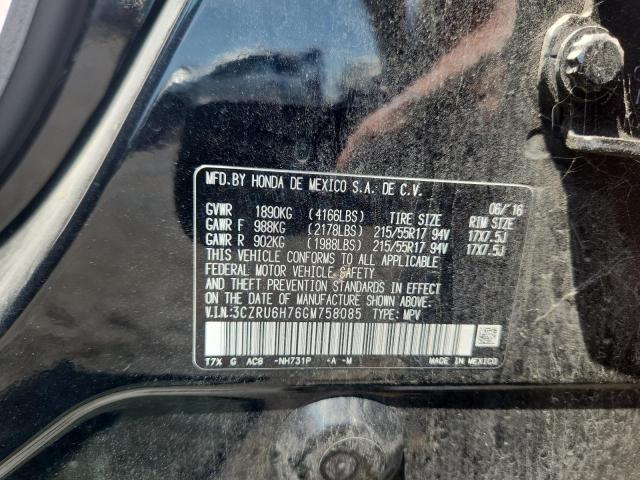 MFD.BY HONDA DE MEXICO S.A. DE C.V.
06/ 16
GVWR 1890KG (4166LBS) TIRE SIZE RIM SIZE
GAWR F 988KG (2178LBS) 215/55R17 94V 17X7.5J
GAWR R 902KG (1988LBS) 215/55R17 94V 17X7.5J
THIS VEHICLE CONFORMS TO ALL APPLICABLE
FEDERAL MOTOR VEHICLE SAFETY
AND THEFT PREVENTION STANDARDS IN EFFECT
ON THE DATE OF MANUFACTURE SHOWN ABOVE.
V.I.N:3CZRU6H76GM758085 TYPE: MPV
T7X G AC8 -NH731P -A -M MADE IN MEXICO